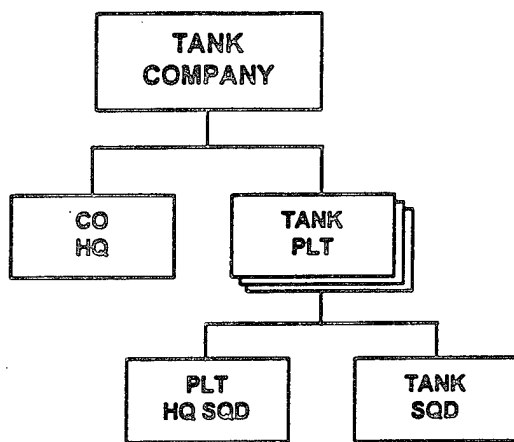 TANK
COMPANY
CO
HQ
TANK
PLT
PLT
HQ SQD
TANK
SQD